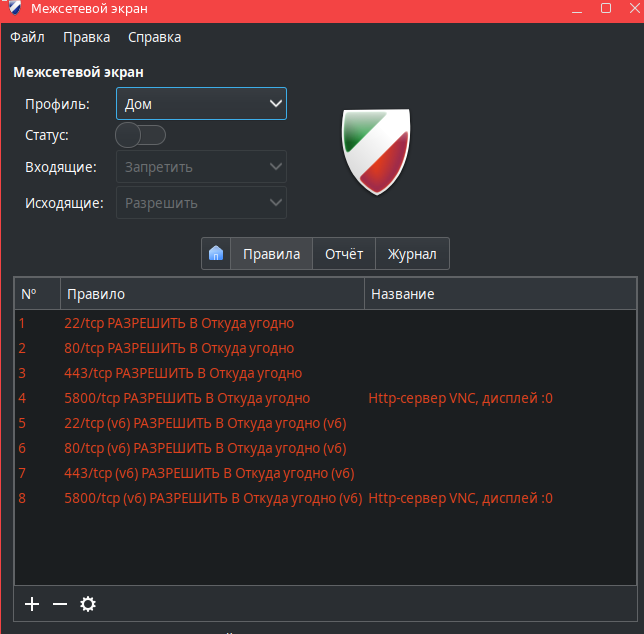 Межсетевой экран
Файл Правка Справка
Межсетевой экран
Профиль: Дом
Статус:
Входящие: Запретить
Исходящие: Разрешить
Правила Отчёт Журнал
Nº Правило Название
1 22/tcp РАЗРЕШИТЬ В Откуда угодно
2 80/tcp РАЗРЕШИТЬ В Откуда угодно
3 443/tcp РАЗРЕШИТЬ В Откуда угодно
4 5800/tcp РАЗРЕШИТЬ В Откуда угодно Http-сервер VNC, дисплей :0
5 22/tcp (v6) РАЗРЕШИТЬ В Откуда угодно (v6)
6 80/tcp (v6) РАЗРЕШИТЬ В Откуда угодно (v6)
7 443/tcp (v6) РАЗРЕШИТЬ В Откуда угодно (v6)
8 5800/tcp (v6) РАЗРЕШИТЬ В Откуда угодно (v6) Http-сервер VNC, дисплей :0